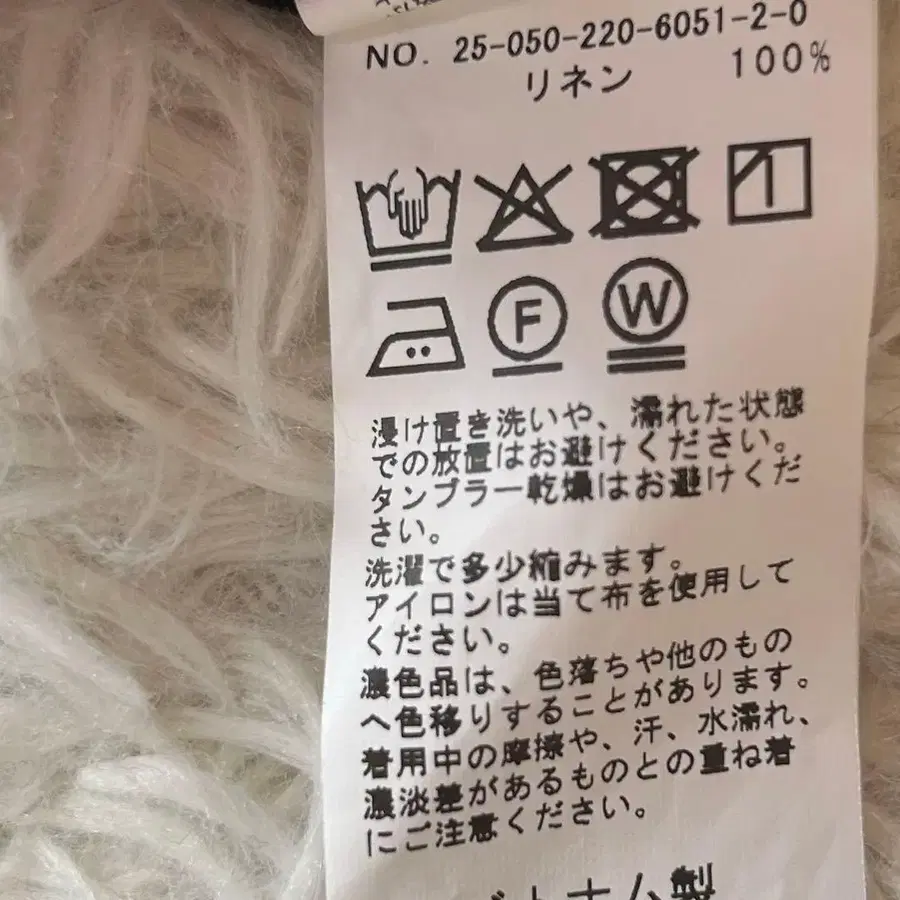 NO. 25-050-220-6051-2-0
リネン 100%
F W
浸け置き洗いや、濡れた状態
での放置はお避けください。
タンブラー乾燥はお避けくだ
さい。
洗濯で多少縮みます。
アイロンは当て布を使用して
ください。
濃色品は、色落ちや他のもの
へ色移りすることがあります。
着用中の摩擦や、汗、水濡れ、
濃淡差があるものとの重ね着
にご注意ください。
ベトナム製